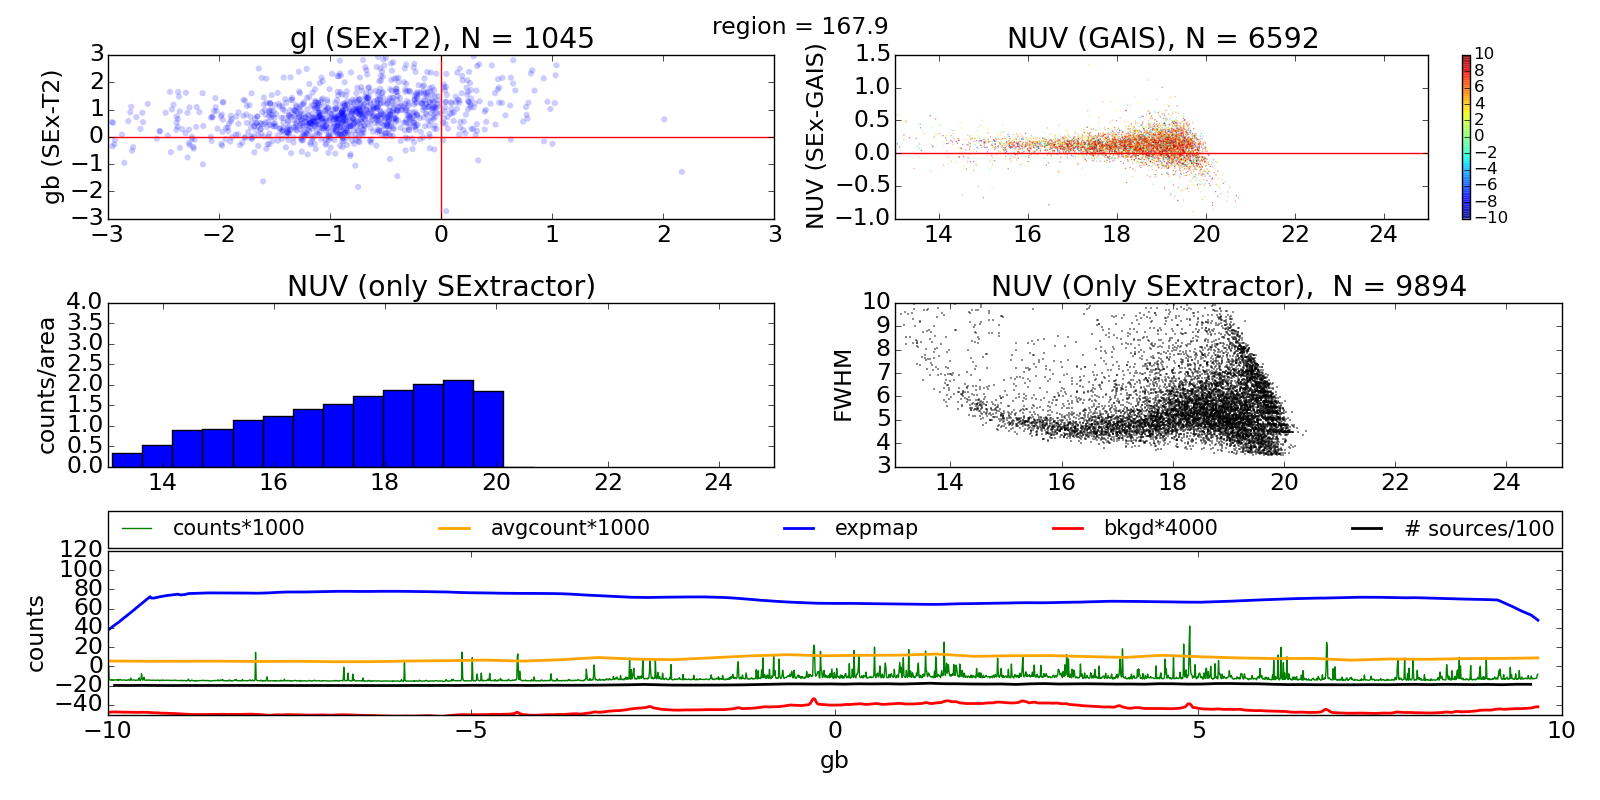 region = 167.9
gl (SEx-T2), N = 1045
NUV (GAIS), N = 6592
3
2
1
0
−1
−2
−3
gb (SEx-T2)
−3 −2 −1 0 1 2 3
1.5
1.0
0.5
0.0
−0.5
−1.0
NUV (SEx-GAIS)
14 16 18 20 22 24
10
8
6
4
2
0
−2
−4
−6
−8
−10
NUV (only SExtractor)
4.0
3.5
3.0
2.5
2.0
1.5
1.0
0.5
0.0
counts/area
14 16 18 20 22 24
NUV (Only SExtractor),  N = 9894
10
9
8
7
6
5
4
3
FWHM
14 16 18 20 22 24
counts*1000 avgcount*1000 expmap bkgd*4000 # sources/100
120
100
80
60
40
20
0
−20
−40
counts
−10 −5 0 5 10
gb